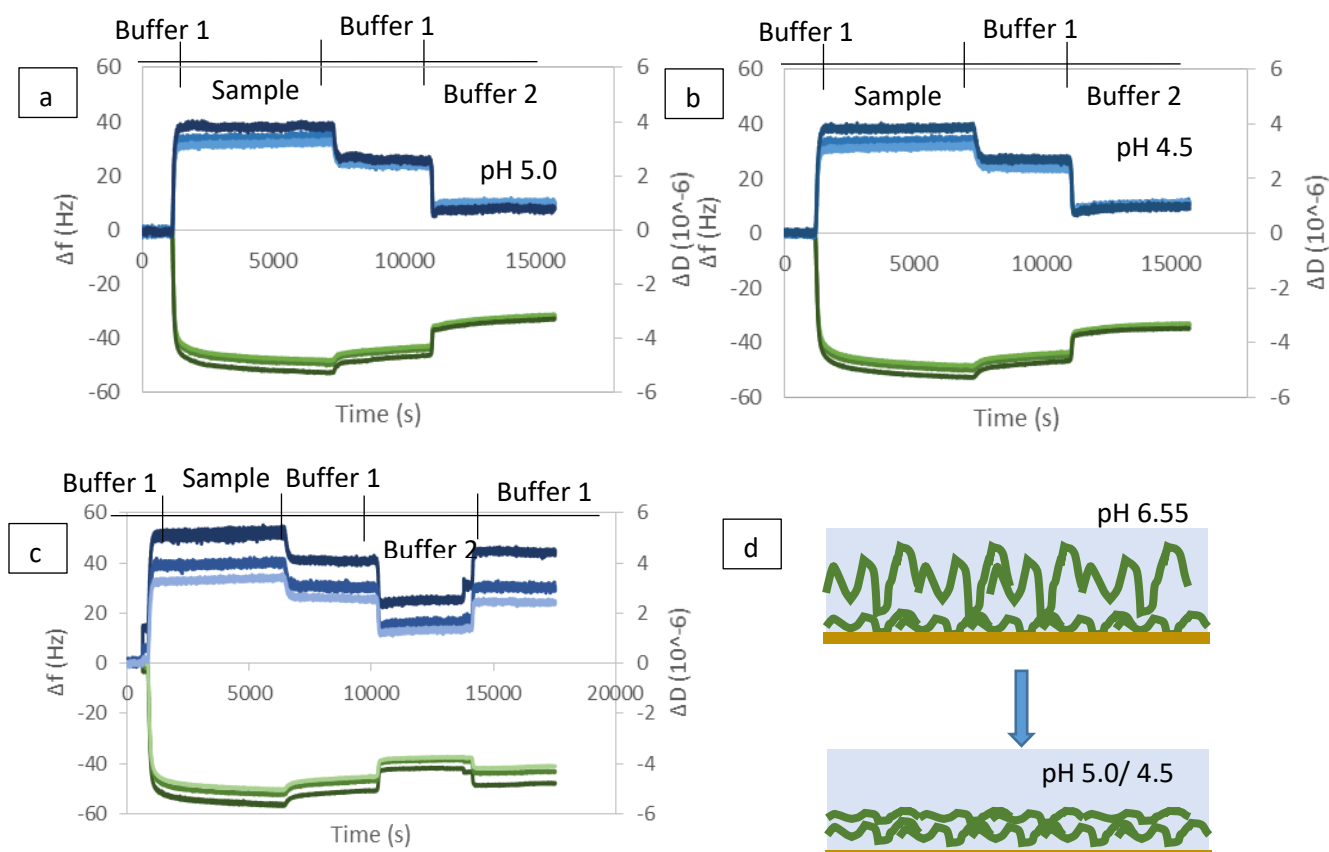 Buffer 1
Buffer 1
a
Sample
Buffer 2
pH 5.0
60
40
20
0
-20
-40
-60
Δf (Hz)
0
5000
10000
15000
6
4
2
0
-2
-4
-6
ΔD (10^-6)
Time (s)
Buffer 1
Buffer 1
b
Sample
Buffer 2
pH 4.5
60
40
20
0
-20
-40
-60
Δf (Hz)
0
5000
10000
15000
6
4
2
0
-2
-4
-6
ΔD (10^-6)
Time (s)
Buffer 1
Sample
Buffer 1
Buffer 1
c
Buffer 2
60
40
20
0
-20
-40
-60
Δf (Hz)
0
5000
10000
15000
20000
6
4
2
0
-2
-4
-6
ΔD (10^-6)
Time (s)
d
pH 6.55
pH 5.0/ 4.5